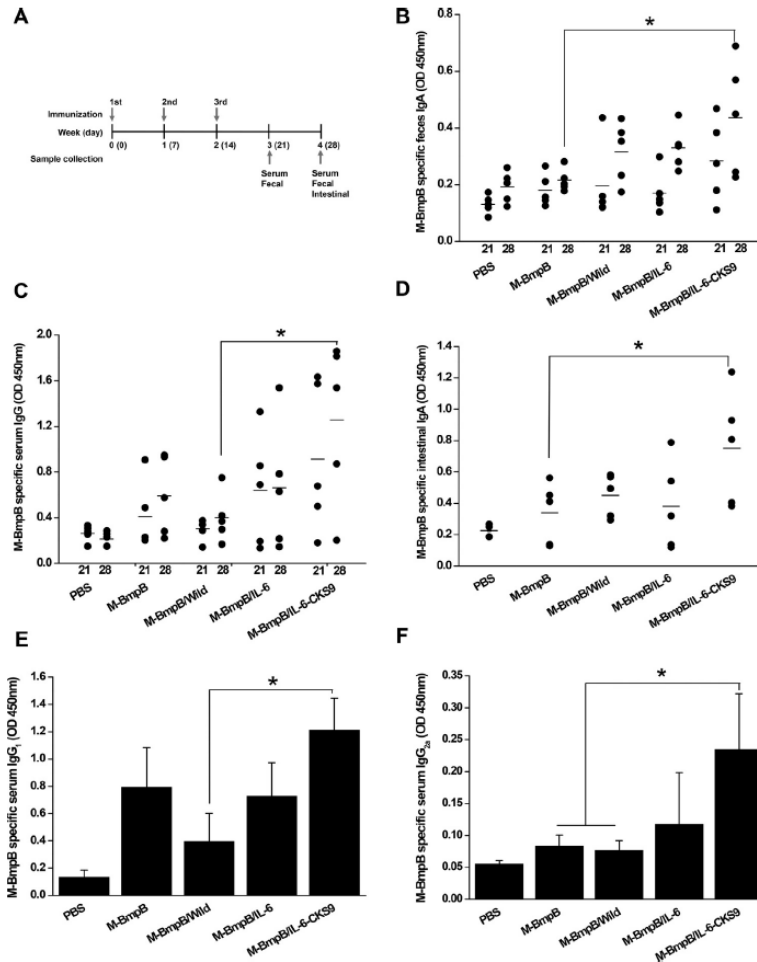 A
Immunization
1st 2nd 3rd
Week (day)
0 (0) 1 (7) 2 (14) 3 (21) 4 (28)
Sample collection
Serum
Fecal
Serum
Fecal
Intestinal
B
M-BmpB specific feces IgA (OD 450nm)
0.8
0.6
0.4
0.2
0.0
*
21 28 21 28 21 28 21 28 21 28
PBS
M-BmpB
M-BmpB/Wild
M-BmpB/IL-6
M-BmpB/IL-6-CKS9
C
M-BmpB specific serum IgG (OD 450nm)
2.0
1.6
1.2
0.8
0.4
0.0
*
21 28 21 28 21 28 21 28 21 28
PBS
M-BmpB
M-BmpB/Wild
M-BmpB/IL-6
M-BmpB/IL-6-CKS9
D
M-BmpB specific intestinal IgA (OD 450nm)
1.4
1.2
1.0
0.8
0.6
0.4
0.2
0.0
*
PBS
M-BmpB
M-BmpB/Wild
M-BmpB/IL-6
M-BmpB/IL-6-CKS9
E
M-BmpB specific serum IgG1 (OD 450nm)
1.6
1.4
1.2
1.0
0.8
0.6
0.4
0.2
0.0
*
PBS
M-BmpB
M-BmpB/Wild
M-BmpB/IL-6
M-BmpB/IL-6-CKS9
F
M-BmpB specific serum IgG2a (OD 450nm)
0.35
0.30
0.25
0.20
0.15
0.10
0.05
0.00
*
PBS
M-BmpB
M-BmpB/Wild
M-BmpB/IL-6
M-BmpB/IL-6-CKS9